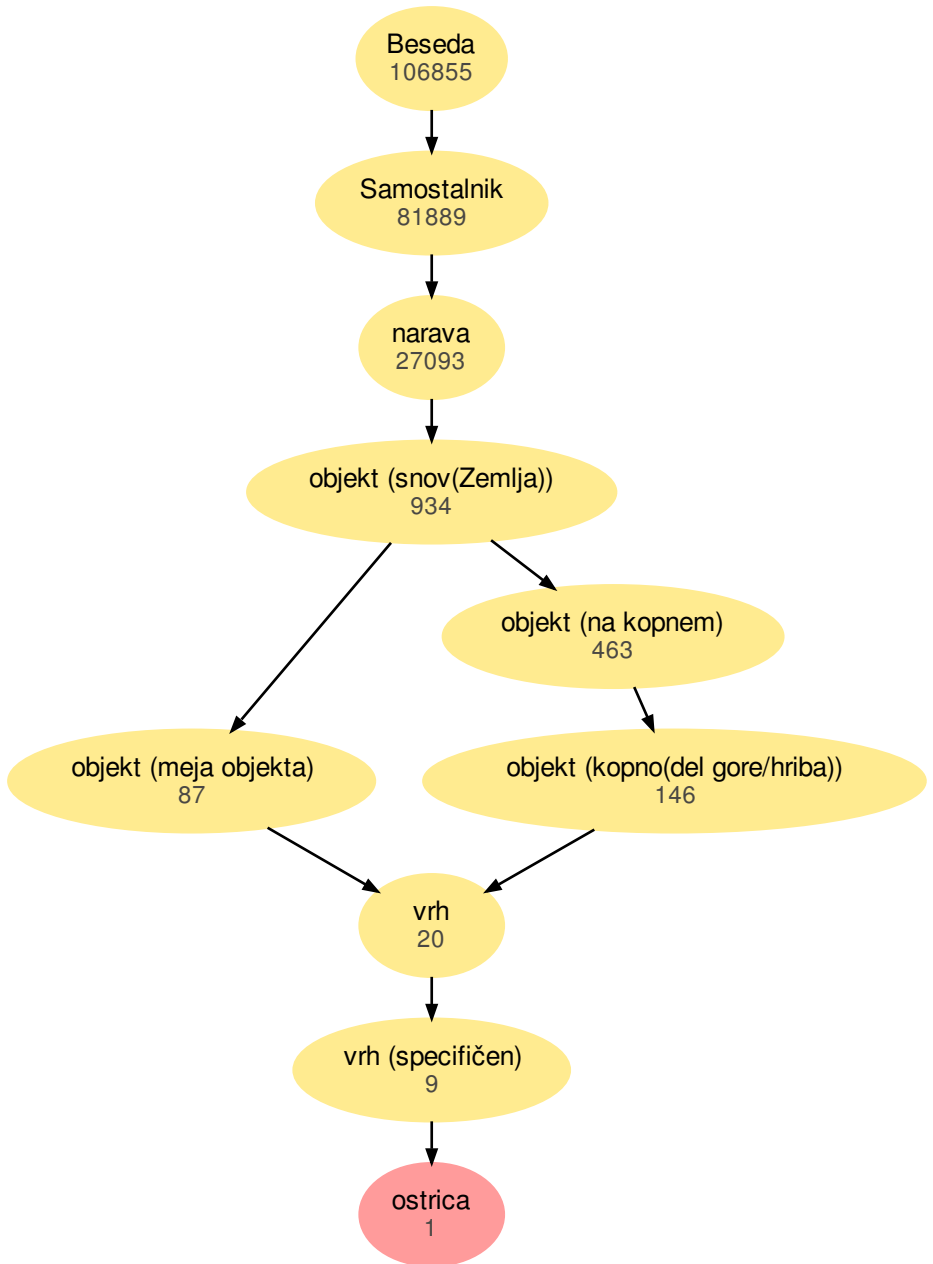 Beseda
106855
Samostalnik
81889
narava
27093
objekt (snov(Zemlja))
934
objekt (na kopnem)
463
objekt (meja objekta)
87
objekt (kopno(del gore/hriba))
146
vrh
20
vrh (specifičen)
9
ostrica
1